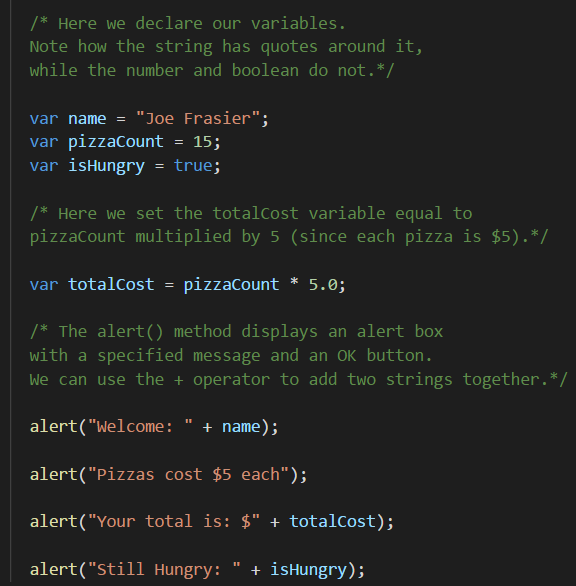 /* Here we declare our variables.
Note how the string has quotes around it,
while the number and boolean do not.*/
var name = "Joe Frasier";
var pizzaCount = 15;
var isHungry = true;
/* Here we set the totalCost variable equal to
pizzaCount multiplied by 5 (since each pizza is $5).*/
var totalCost = pizzaCount * 5.0;
/* The alert() method displays an alert box
with a specified message and an OK button.
We can use the + operator to add two strings together.*/
alert("Welcome: " + name);
alert("Pizzas cost $5 each");
alert("Your total is: $" + totalCost);
alert("Still Hungry: " + isHungry);